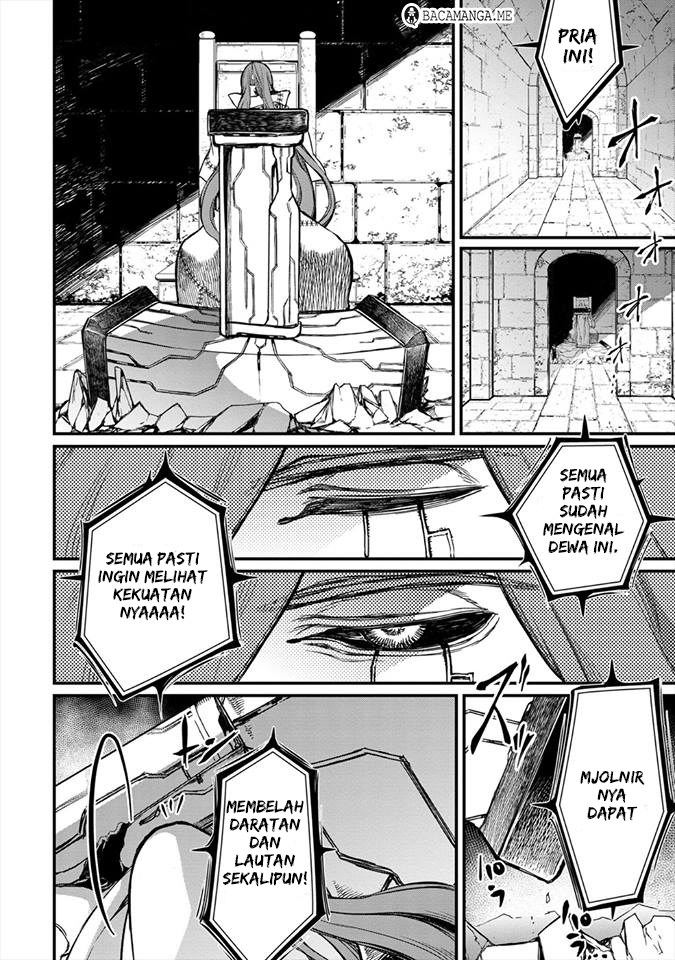 BACAMANGA.ME
PRIA
INI!
SEMUA
PASTI
SUDAH
MENGENAL
DEWA INI.
SEMUA PASTI
INGIN MELIHAT
KEKUATAN
NYAAAA!
MJOLNIR
NYA
DAPAT
MEMBELAH
DARATAN
DAN
LAUTAN
SEKALIPUN!